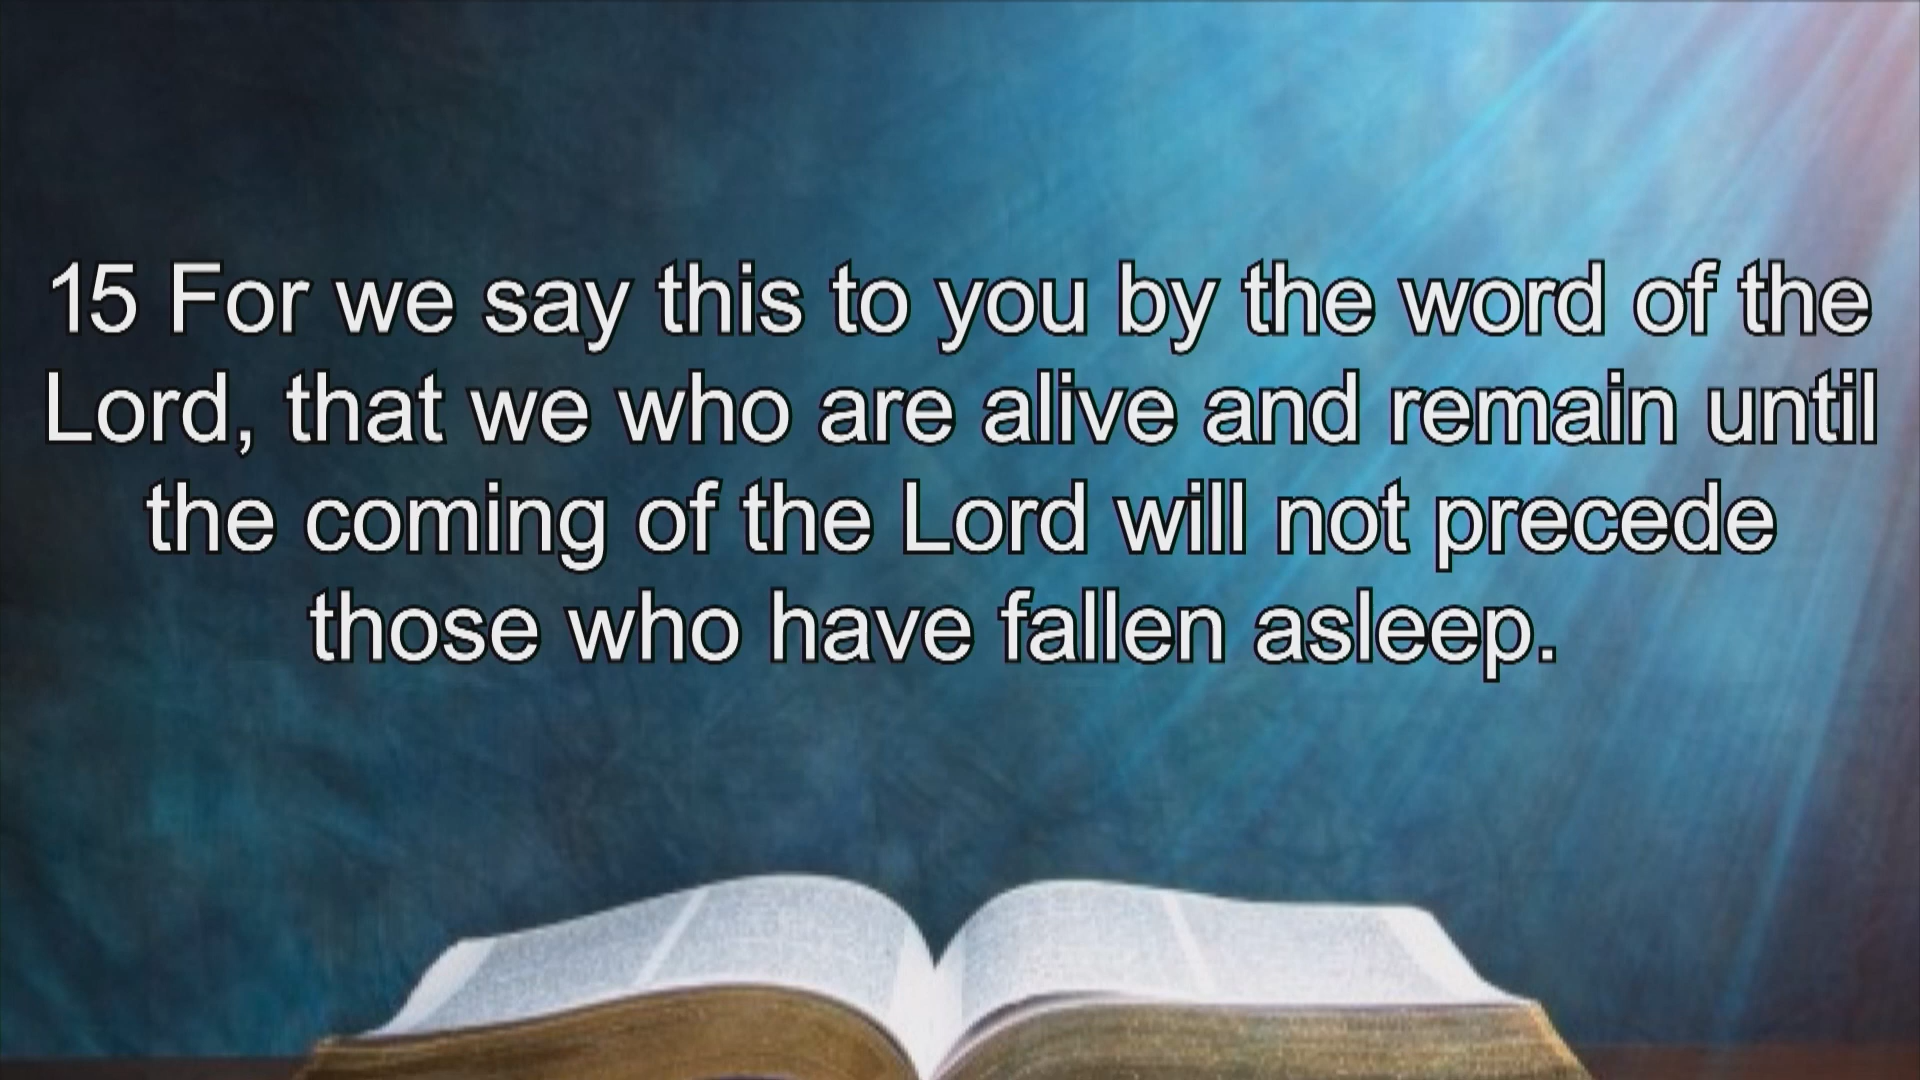 15 For we say this to you by the word of the
Lord, that we who are alive and remain until
the coming of the Lord will not precede
those who have fallen asleep.